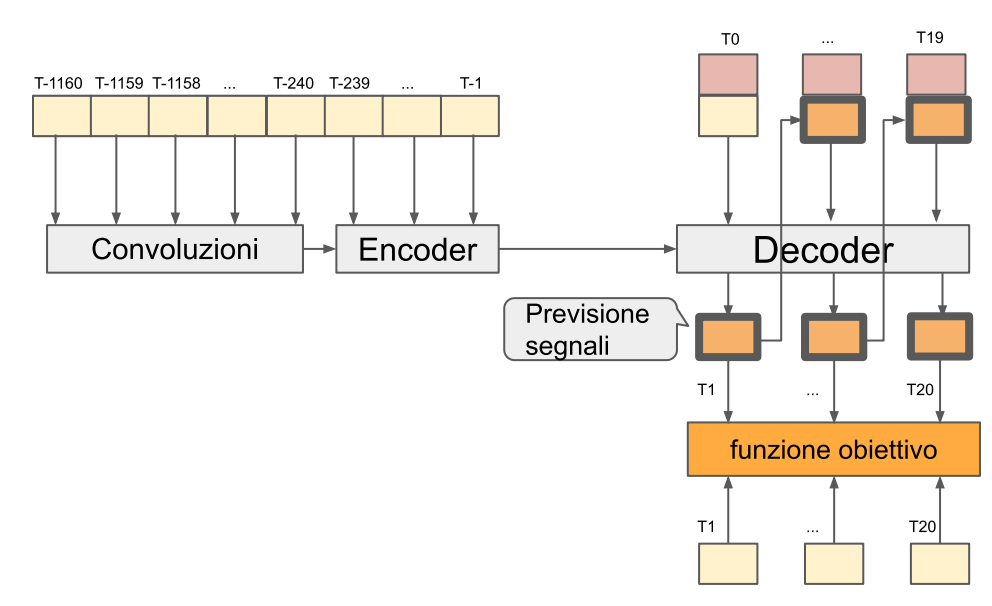 T0
...
T19
T-1160
T-1159
T-1158
...
T-240
T-239
...
T-1
Convoluzioni
Encoder
Decoder
Previsione
segnali
T1
...
T20
funzione obiettivo
T1
...
T20